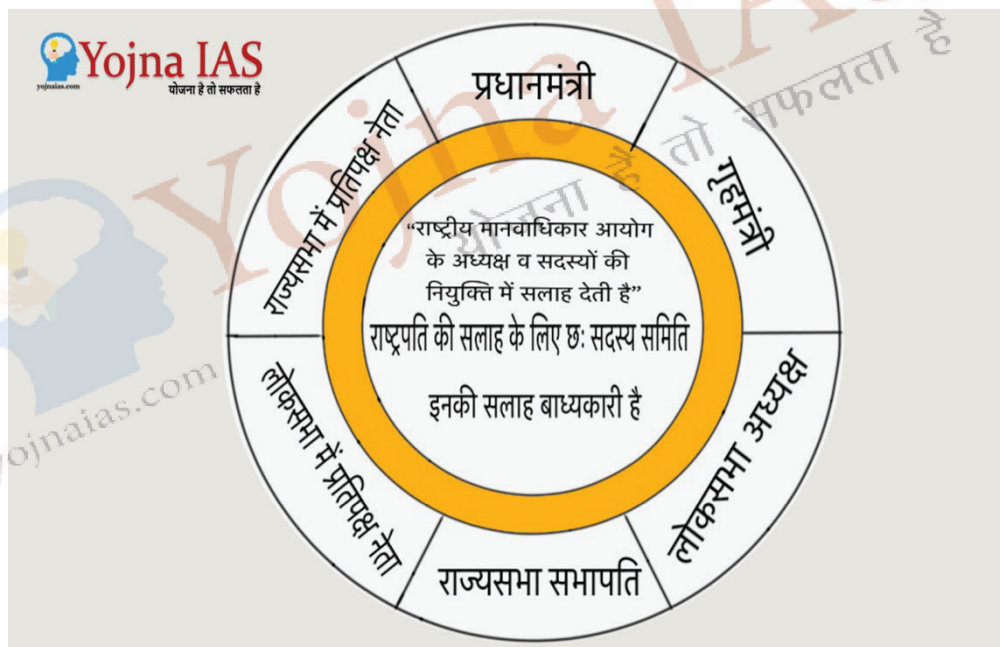 Yojna IAS
yojnaias.com
योजना है तो सफलता है
प्रधानमंत्री
गृहमंत्री
लोकसभा अध्यक्ष
राज्यसभा सभापति
लोकसभा में प्रतिपक्ष नेता
राज्यसभा में प्रतिपक्ष नेता
“राष्ट्रीय मानवाधिकार आयोग
के अध्यक्ष व सदस्यों की
नियुक्ति में सलाह देती है”
राष्ट्रपति की सलाह के लिए छः सदस्य समिति
इनकी सलाह बाध्यकारी है
Yojna IA
योजना है तो सफलता है
yojnaias.com